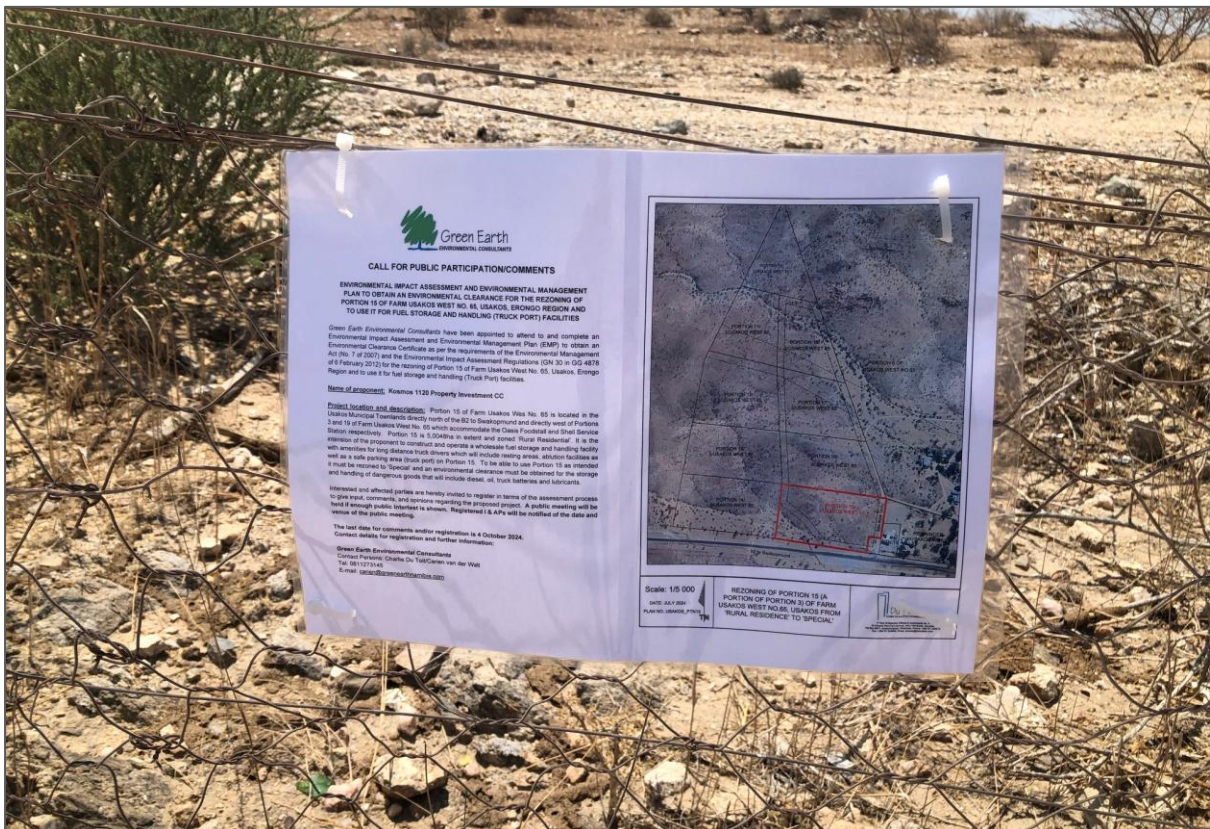 Green Earth
ENVIRONMENTAL CONSULTANTS
CALL FOR PUBLIC PARTICIPATION/COMMENTS
ENVIRONMENTAL IMPACT ASSESSMENT AND ENVIRONMENTAL MANAGEMENT
PLAN TO OBTAIN AN ENVIRONMENTAL CLEARANCE FOR THE REZONING OF
PORTION 15 OF FARM USAKOS WEST NO. 65, USAKOS, ERONGO REGION AND
TO USE IT FOR FUEL STORAGE AND HANDLING (TRUCK PORT) FACILITIES
Green Earth Environmental Consultants have been appointed to attend to and complete an
Environmental Impact Assessment and Environmental Management Plan (EMP) to obtain an
Environmental Clearance Certificate as per the requirements of the Environmental Management
Act (No. 7 of 2007) and the Environmental Impact Assessment Regulations (GN 30 in GG 4878
of 6 February 2012) for the rezoning of Portion 15 of Farm Usakos West No. 65, Usakos, Erongo
Region and to use it for fuel storage and handling (Truck Port) facilities.
Name of proponent: Kosmos 1120 Property Investment CC
Project location and description: Portion 15 of Farm Usakos Wes No. 65 is located in the
Usakos Municipal Townlands directly north of the B2 to Swakopmund and directly west of Portions
3 and 19 of Farm Usakos West No. 65 which accommodate the Oasis Foodstall and Shell Service
Station respectively. Portion 15 is 5,0049ha in extent and zoned 'Rural Residential'. It is the
intension of the proponent to construct and operate a wholesale fuel storage and handling facility
with amenities for long distance truck drivers which will include resting areas, ablution facilities as
well as a safe parking area (truck port) on Portion 15. To be able to use Portion 15 as intended
it must be rezoned to 'Special' and an environmental clearance must be obtained for the storage
and handling of dangerous goods that will include diesel, oil, truck batteries and lubricants.
Interested and affected parties are hereby invited to register in terms of the assessment process
to give input, comments, and opinions regarding the proposed project. A public meeting will be
held if enough public interest is shown. Registered I & APs will be notified of the date and
venue of the public meeting.
The last date for comments and/or registration is 4 October 2024.
Contact details for registration and further information:
Green Earth Environmental Consultants
Contact Persons: Charlie Du Toit/Carien van der Walt
Tel: 0811273145
E-mail: carien@greenearthnamibia.com
Scale: 1/5 000
DATE: JULY 2024
PLAN NO: USAKOS_PTN15
TN
REZONING OF PORTION 15 (A
PORTION OF PORTION 3) OF FARM
USAKOS WEST NO.65, USAKOS FROM
'RURAL RESIDENCE' TO 'SPECIAL'